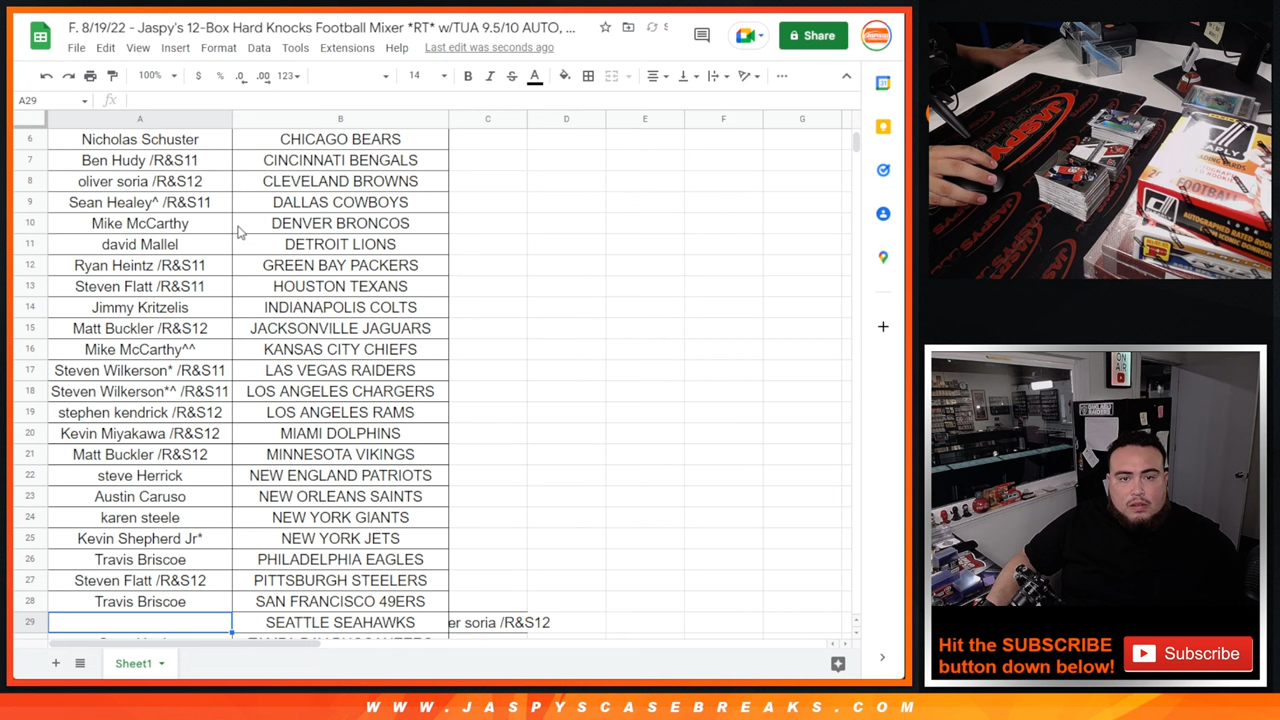 F. 8/19/22 - Jaspy's 12-Box Hard Knocks Football Mixer *RT* w/TUA 9.5/10 AUTO, ...
File Edit View Insert Format Data Tools Extensions Help Last edit was seconds ago
Share
100% $ % .0 .00 123 14 B I S A
A29 fx
A B C D E F G
6 Nicholas Schuster CHICAGO BEARS
7 Ben Hudy /R&S11 CINCINNATI BENGALS
8 oliver soria /R&S12 CLEVELAND BROWNS
9 Sean Healey^ /R&S11 DALLAS COWBOYS
10 Mike McCarthy DENVER BRONCOS
11 david Mallel DETROIT LIONS
12 Ryan Heintz /R&S11 GREEN BAY PACKERS
13 Steven Flatt /R&S11 HOUSTON TEXANS
14 Jimmy Kritzelis INDIANAPOLIS COLTS
15 Matt Buckler /R&S12 JACKSONVILLE JAGUARS
16 Mike McCarthy^^ KANSAS CITY CHIEFS
17 Steven Wilkerson* /R&S11 LAS VEGAS RAIDERS
18 Steven Wilkerson*^ /R&S11 LOS ANGELES CHARGERS
19 stephen kendrick /R&S12 LOS ANGELES RAMS
20 Kevin Miyakawa /R&S12 MIAMI DOLPHINS
21 Matt Buckler /R&S12 MINNESOTA VIKINGS
22 steve Herrick NEW ENGLAND PATRIOTS
23 Austin Caruso NEW ORLEANS SAINTS
24 karen steele NEW YORK GIANTS
25 Kevin Shepherd Jr* NEW YORK JETS
26 Travis Briscoe PHILADELPHIA EAGLES
27 Steven Flatt /R&S12 PITTSBURGH STEELERS
28 Travis Briscoe SAN FRANCISCO 49ERS
29 SEATTLE SEAHAWKS er soria /R&S12
Sheet1
JASPY
FOOTBALL
ON AIR
Hit the SUBSCRIBE
button down below!
Subscribe
WWW.JASPYSCASEBREAKS.COM